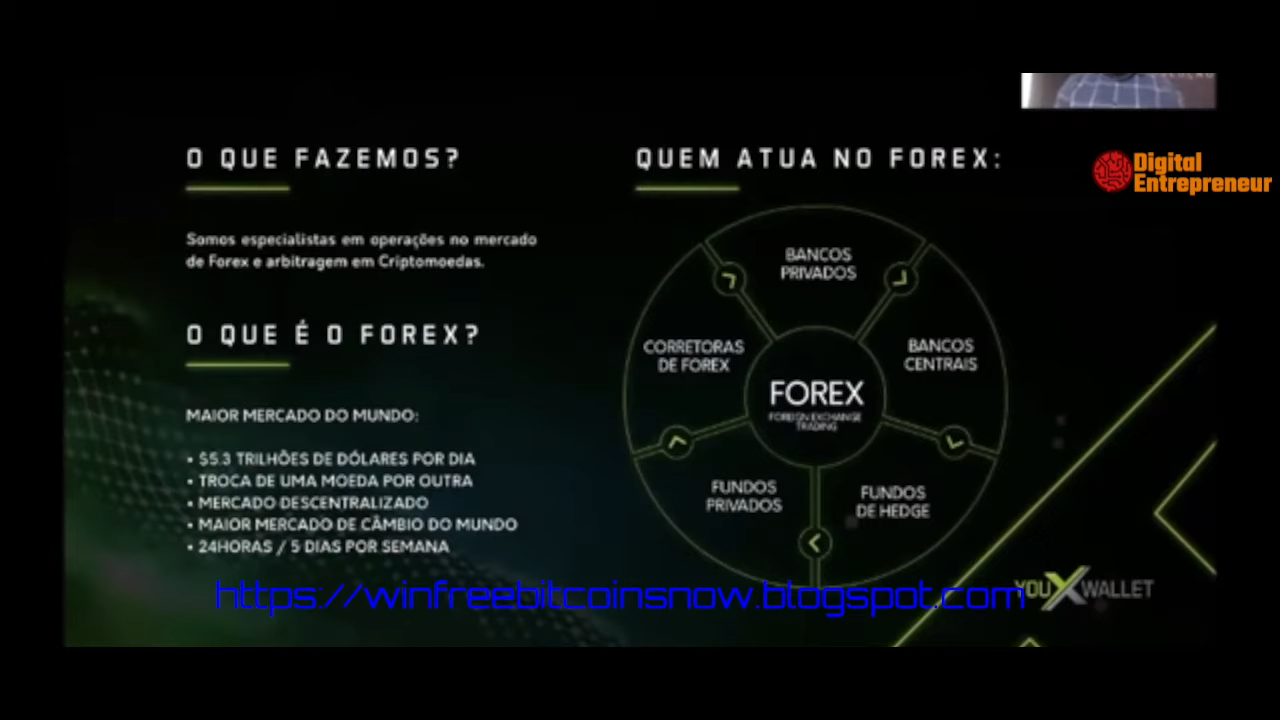 O QUE FAZEMOS?
Somos especialistas em operações no mercado
de Forex e arbitragem em Criptomoedas.
O QUE É O FOREX?
MAIOR MERCADO DO MUNDO:
• $5.3 TRILHÕES DE DÓLARES POR DIA
• TROCA DE UMA MOEDA POR OUTRA
• MERCADO DESCENTRALIZADO
• MAIOR MERCADO DE CÂMBIO DO MUNDO
• 24HORAS / 5 DIAS POR SEMANA
QUEM ATUA NO FOREX:
BANCOS
PRIVADOS
CORRETORAS
DE FOREX
BANCOS
CENTRAIS
FOREX
FOREIGN EXCHANGE
TRADING
FUNDOS
PRIVADOS
FUNDOS
DE HEDGE
Digital
Entrepreneur
https://winfreebitcoinsnow.blogspot.com
YOUXWALLET